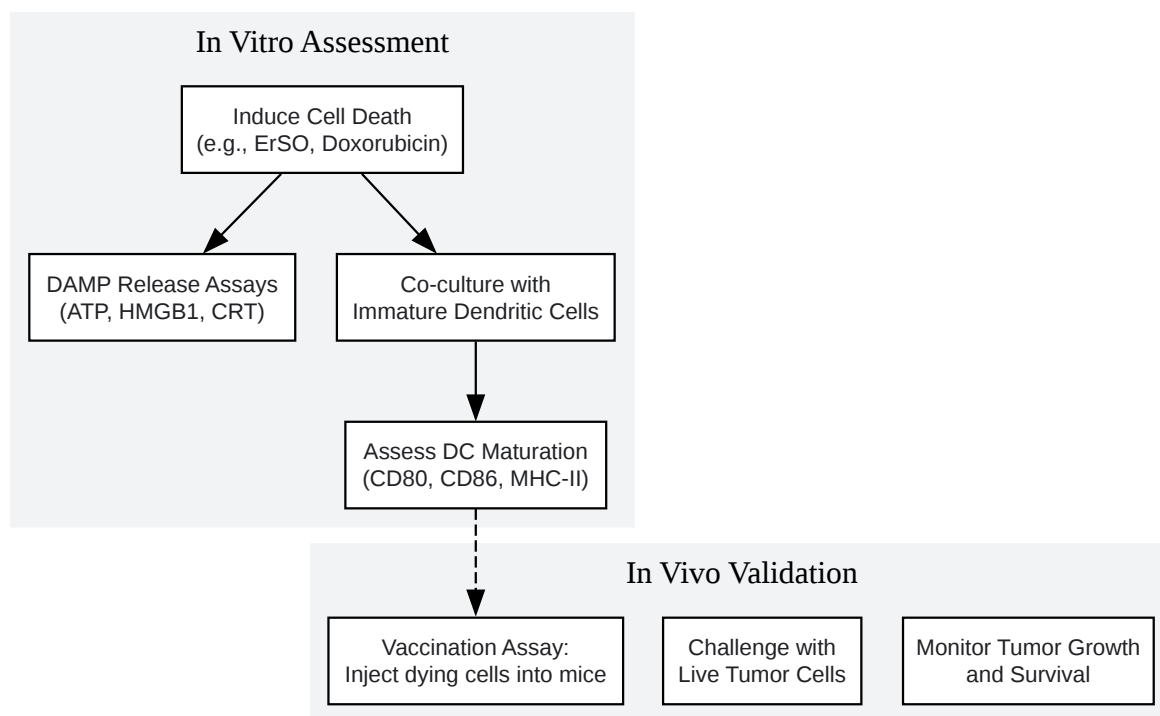 In Vitro Assessment
Induce Cell Death
(e.g., ErSO, Doxorubicin)
DAMP Release Assays
(ATP, HMGB1, CRT)
Co-culture with
Immature Dendritic Cells
Assess DC Maturation
(CD80, CD86, MHC-II)
In Vivo Validation
Vaccination Assay:
Inject dying cells into mice
Challenge with
Live Tumor Cells
Monitor Tumor Growth
and Survival